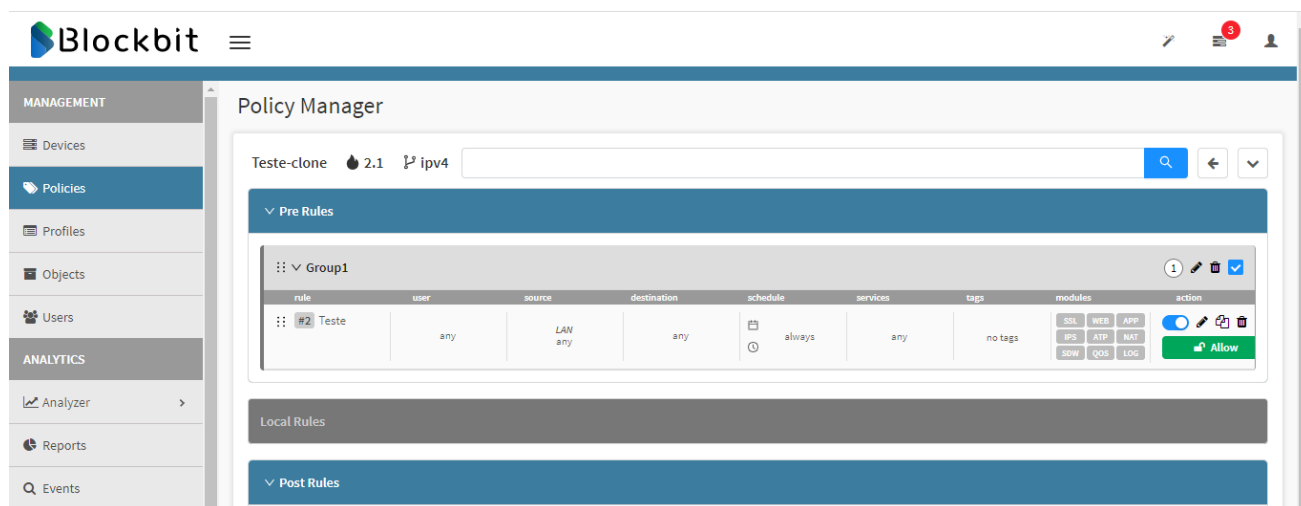 Blockbit
3
MANAGEMENT
Devices
Policies
Profiles
Objects
Users
ANALYTICS
Analyzer
Reports
Events
Policy Manager
Teste-clone 2.1 ipv4
Pre Rules
Group1 1
rule user source destination schedule services tags modules action
#2 Teste any LAN any always any no tags SSL WEB APP
any IPS ATP NAT
SDW QOS LOG Allow
Local Rules
Post Rules